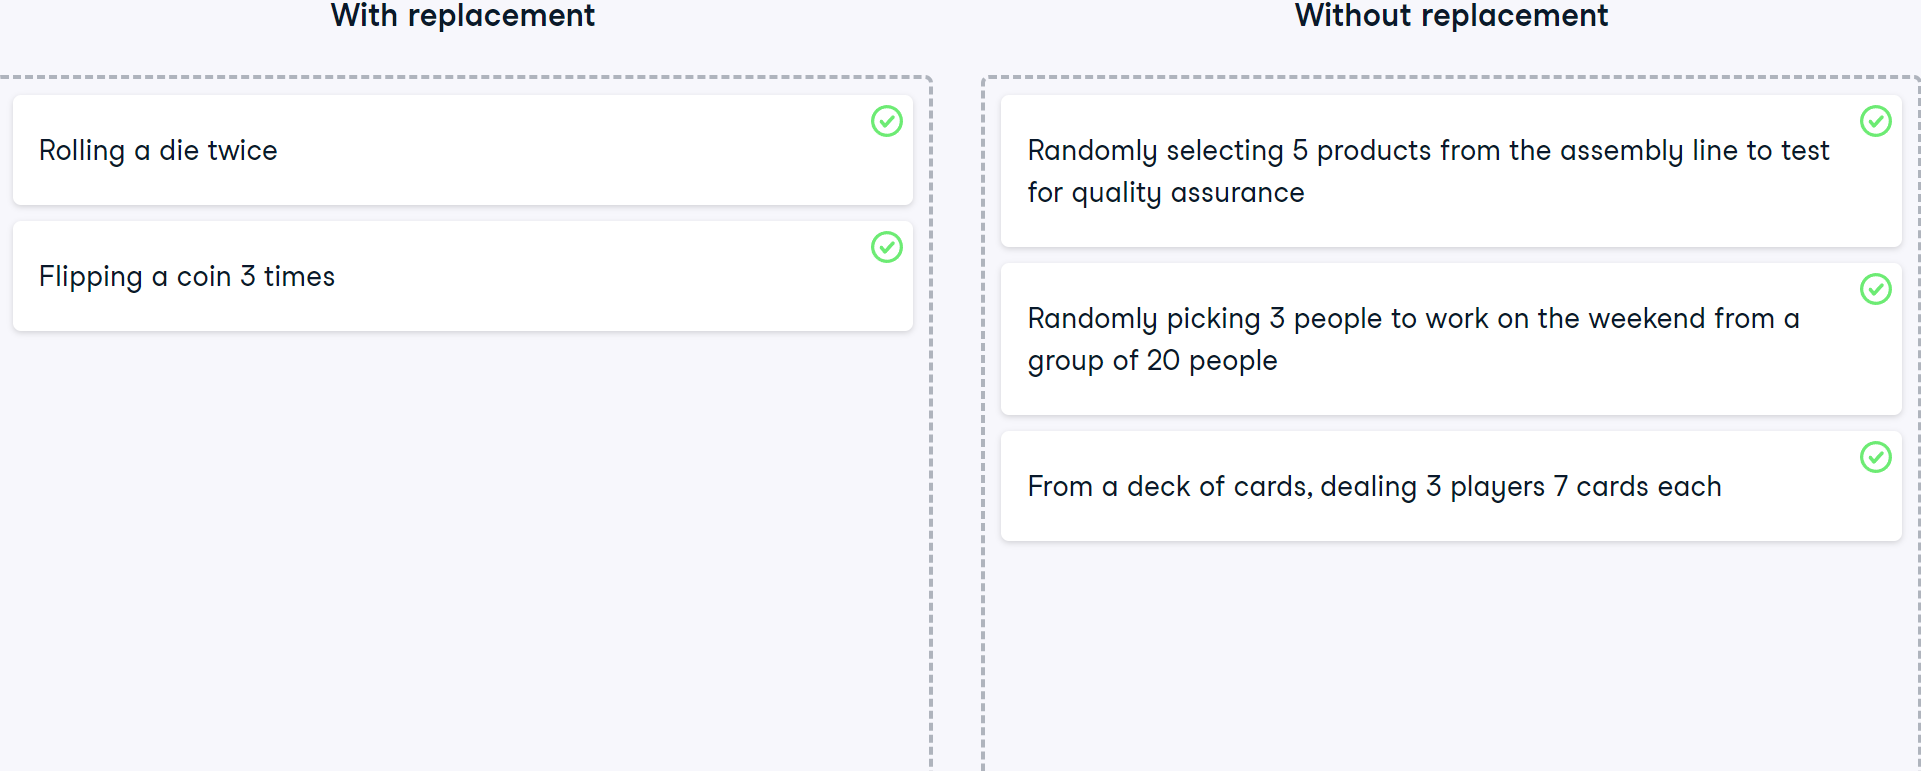 With replacement
Rolling a die twice
Flipping a coin 3 times
Without replacement
Randomly selecting 5 products from the assembly line to test
for quality assurance
Randomly picking 3 people to work on the weekend from a
group of 20 people
From a deck of cards, dealing 3 players 7 cards each